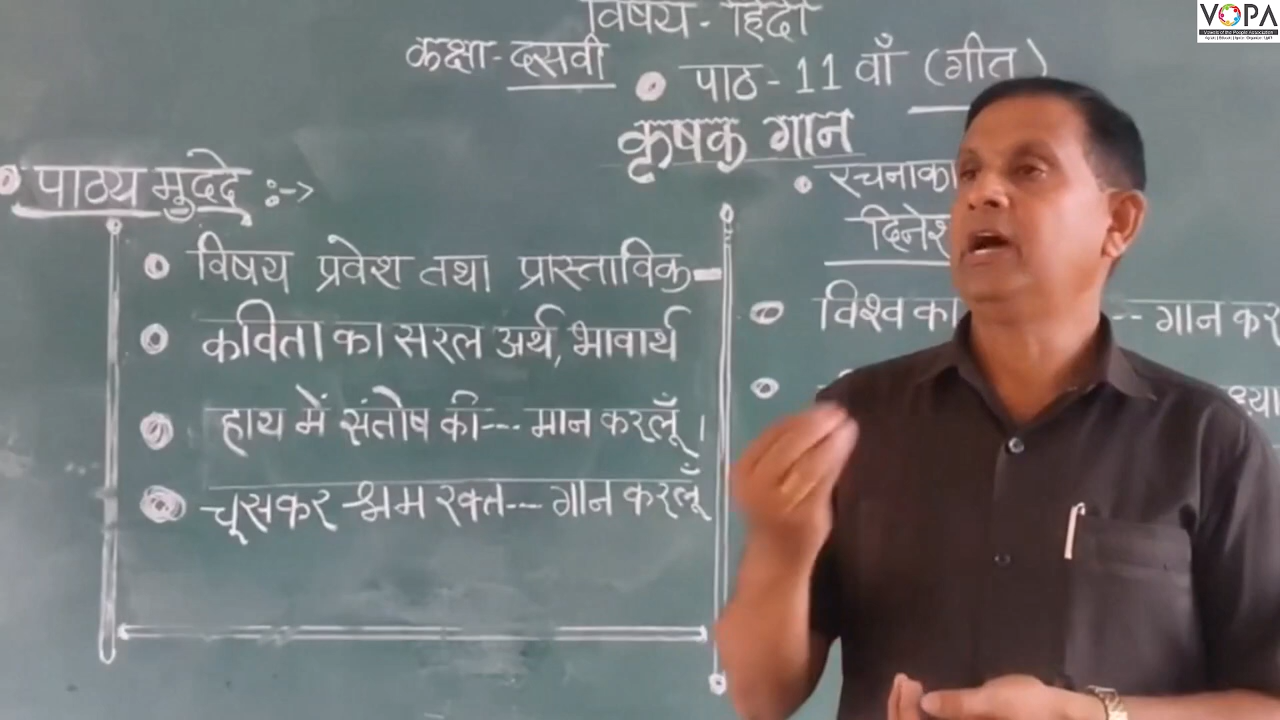 VOPA
विषय - हिंदी
कक्षा - दसवी
पाठ - 11 वाँ (गीत)
कृषक गान
रचनाका
दिनेश
पाठ्य मुददे :->
विषय प्रवेश तथा प्रास्ताविक
कविता का सरल अर्थ, भावार्थ
हाथ में संतोष की--- मान करलूँ।
चूसकर श्रम रक्त--- गान करलूँ
विश्व का -- गान कर